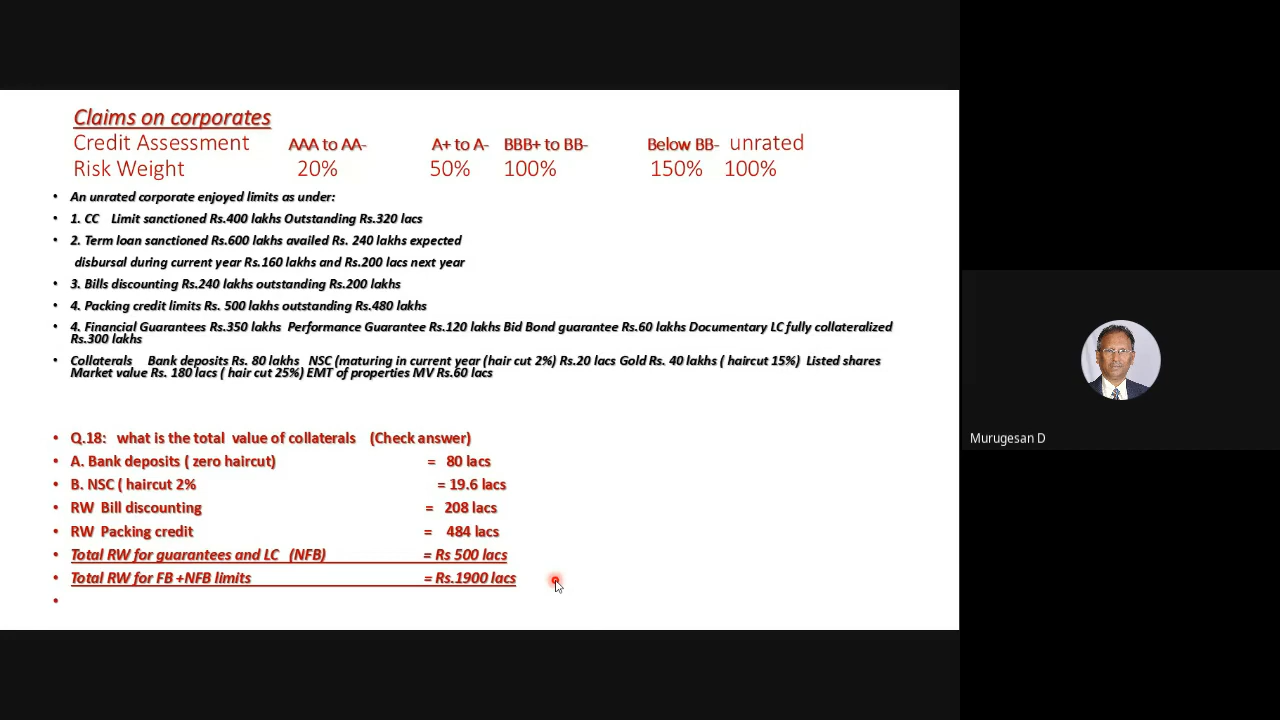 Claims on corporates
Credit Assessment AAA to AA- A+ to A- BBB+ to BB- Below BB- unrated
Risk Weight 20% 50% 100% 150% 100%
• An unrated corporate enjoyed limits as under:
• 1. CC Limit sanctioned Rs.400 lakhs Outstanding Rs.320 lacs
• 2. Term loan sanctioned Rs.600 lakhs availed Rs. 240 lakhs expected
disbursal during current year Rs.160 lakhs and Rs.200 lacs next year
• 3. Bills discounting Rs.240 lakhs outstanding Rs.200 lakhs
• 4. Packing credit limits Rs. 500 lakhs outstanding Rs.480 lakhs
• 4. Financial Guarantees Rs.350 lakhs Performance Guarantee Rs.120 lakhs Bid Bond guarantee Rs.60 lakhs Documentary LC fully collateralized
Rs.300 lakhs
• Collaterals Bank deposits Rs. 80 lakhs NSC (maturing in current year (hair cut 2%) Rs.20 lacs Gold Rs. 40 lakhs ( haircut 15%) Listed shares
Market value Rs. 180 lacs ( hair cut 25%) EMT of properties MV Rs.60 lacs
• Q.18: what is the total value of collaterals (Check answer)
• A. Bank deposits ( zero haircut) = 80 lacs
• B. NSC ( haircut 2% = 19.6 lacs
• RW Bill discounting = 208 lacs
• RW Packing credit = 484 lacs
• Total RW for guarantees and LC (NFB) = Rs 500 lacs
• Total RW for FB +NFB limits = Rs.1900 lacs
•
Murugesan D